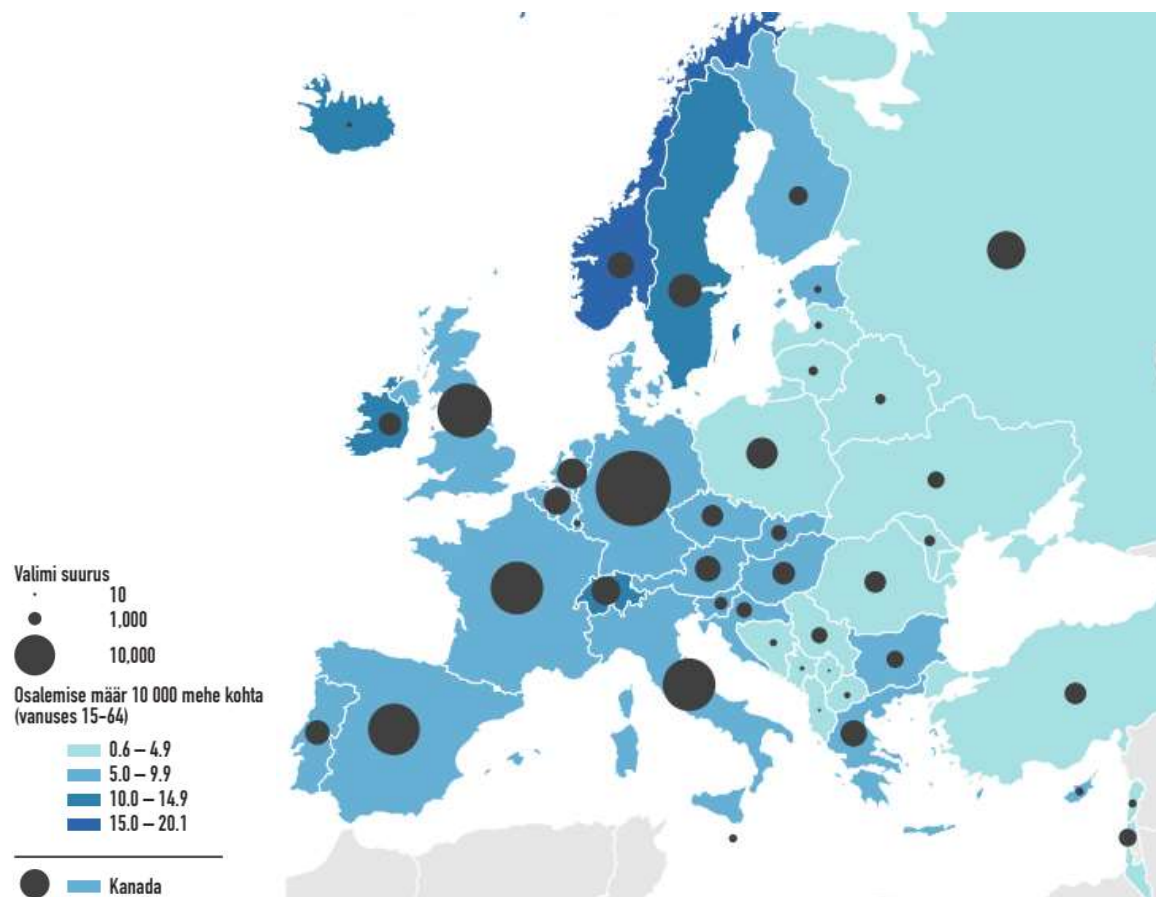 Valimi suurus
10
1,000
10,000
Osalemise määr 10 000 mehe kohta
(vanuses 15-64)
0.6 – 4.9
5.0 – 9.9
10.0 – 14.9
15.0 – 20.1
Kanada